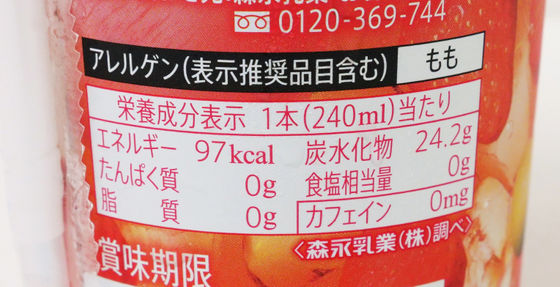 0120-369-744
アレルゲン(表示推奨品目含む) もも
栄養成分表示 1本(240ml)当たり
エネルギー 97kcal 炭水化物 24.2g
たんぱく質 0g 食塩相当量 0g
脂質 0g カフェイン 0mg
<森永乳業(株)調べ>
賞味期限